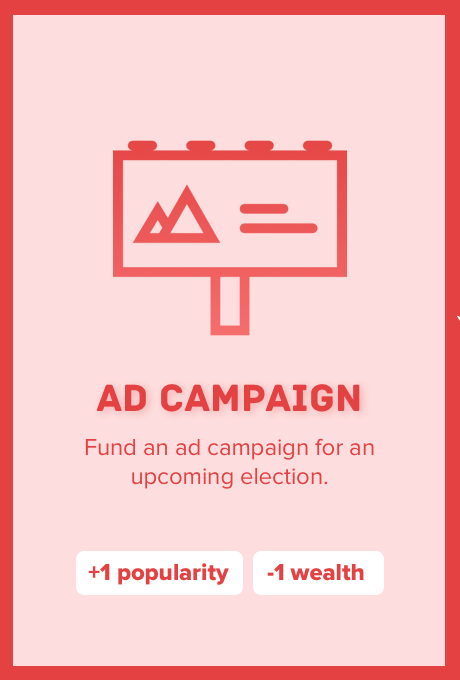 AD CAMPAIGN
Fund an ad campaign for an
upcoming election.
+1 popularity
-1 wealth